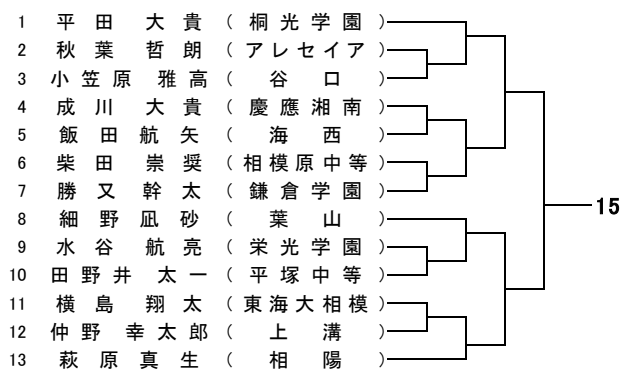 1 平田 大貴 (桐光学園)
2 秋葉 哲朗 (アレセイア)
3 小笠原 雅高 (谷口)
4 成川 大貴 (慶應湘南)
5 飯田航矢 (海西)
6 柴田 崇奨 (相模原中等)
7 勝又幹太 (鎌倉学園)
8 細野凪砂 (葉山)
9 水谷 航亮 (栄光学園)
10 田野井 太一 (平塚中等)
11 横島 翔太 (東海大相模)
12 仲野 幸太郎 (上溝)
13 萩原真生 (相陽)
15